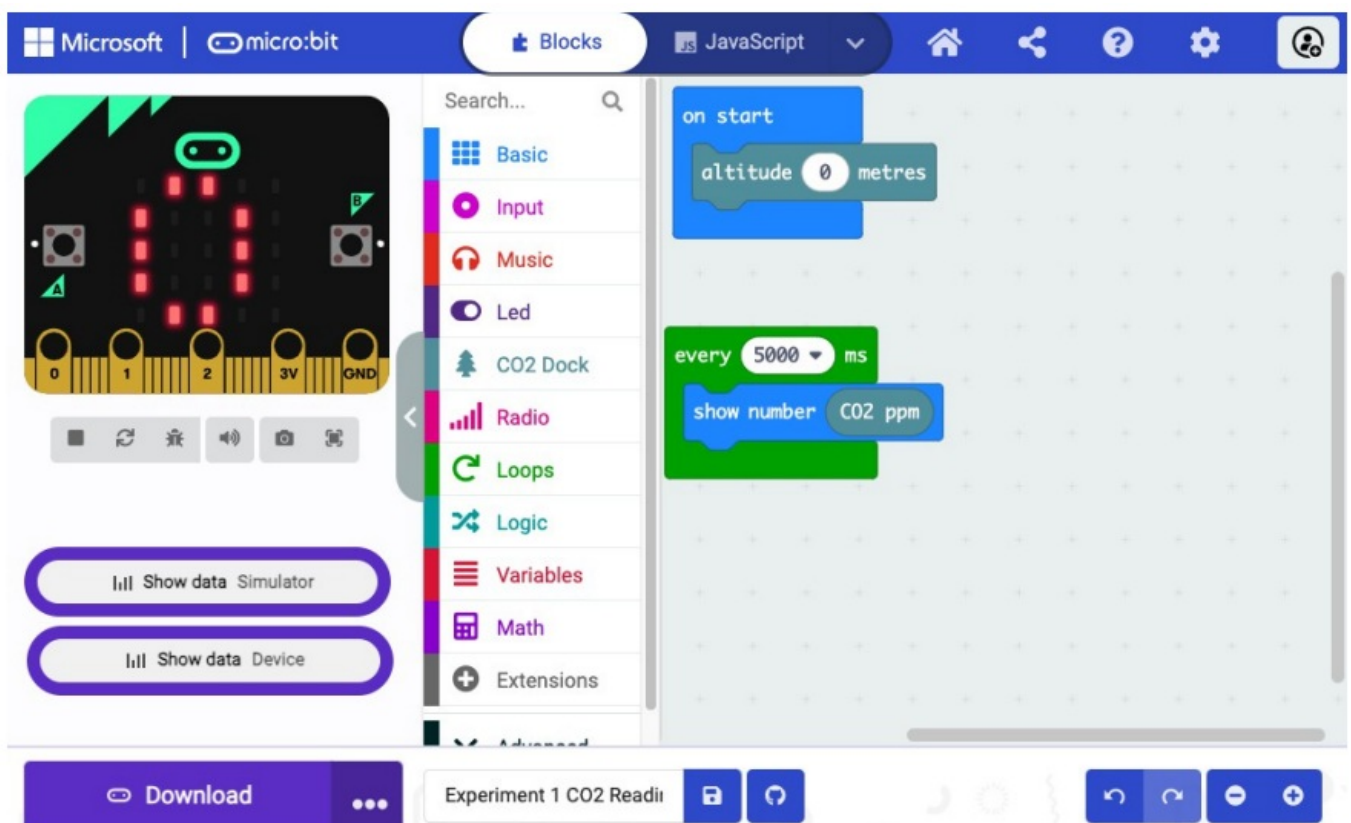 Microsoft micro:bit
Blocks
JS JavaScript
B
A
0 1 2 3V GND
Show data Simulator
Show data Device
Search...
Basic
Input
Music
Led
CO2 Dock
Radio
Loops
Logic
Variables
Math
Extensions
Advanced
on start
altitude 0 metres
every 5000 ms
show number CO2 ppm
Download
Experiment 1 CO2 Readi